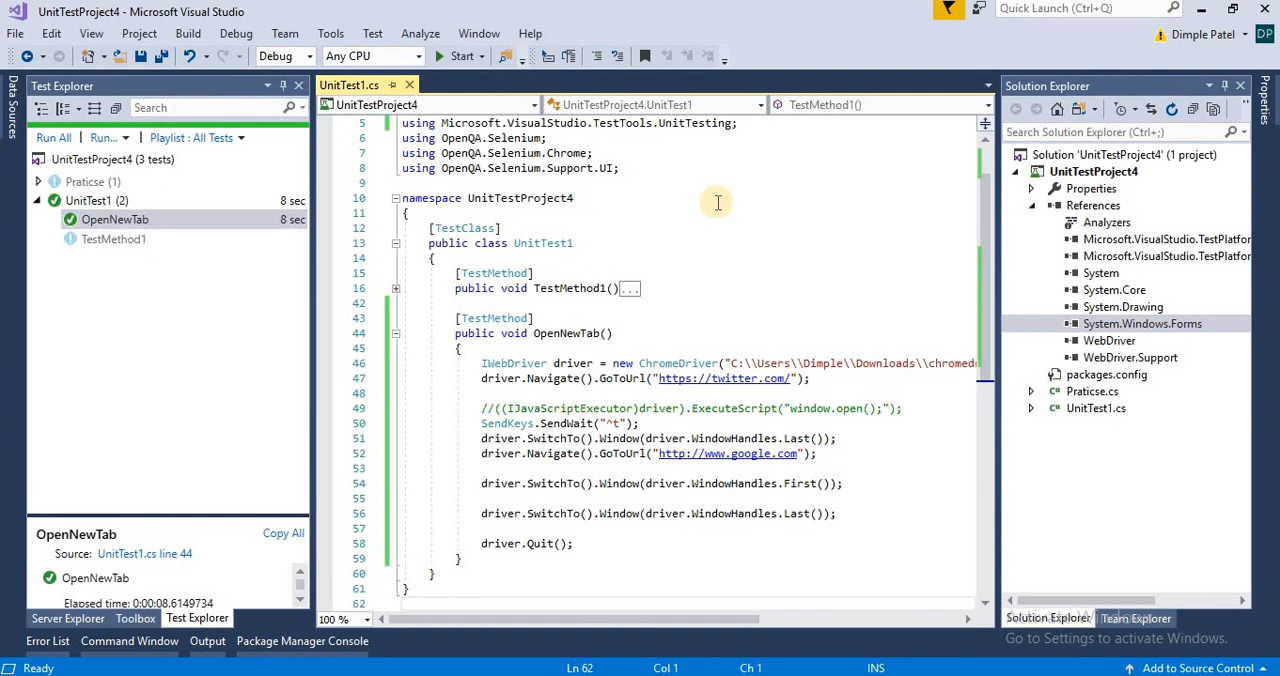 UnitTestProject4 - Microsoft Visual Studio
Quick Launch (Ctrl+Q)
File Edit View Project Build Debug Team Tools Test Analyze Window Help
Dimple Patel DP
Debug Any CPU Start
Data Sources
Test Explorer
Search
Run All Run... Playlist : All Tests
UnitTestProject4 (3 tests)
Praticse (1)
UnitTest1 (2) 8 sec
OpenNewTab 8 sec
TestMethod1
OpenNewTab
Copy All
Source: UnitTest1.cs line 44
OpenNewTab
Elapsed time: 0:00:08.6149734
Server Explorer Toolbox Test Explorer
UnitTest1.cs
UnitTestProject4 UnitTestProject4.UnitTest1 TestMethod1()
5 using Microsoft.VisualStudio.TestTools.UnitTesting;
6 using OpenQA.Selenium;
7 using OpenQA.Selenium.Chrome;
8 using OpenQA.Selenium.Support.UI;
9
10 namespace UnitTestProject4
11 {
12 [TestClass]
13 public class UnitTest1
14 {
15 [TestMethod]
16 public void TestMethod1()...
42
43 [TestMethod]
44 public void OpenNewTab()
45 {
46 IWebDriver driver = new ChromeDriver("C:\\Users\\Dimple\\Downloads\\chromed
47 driver.Navigate().GoToUrl("https://twitter.com/");
48
49 //((IJavaScriptExecutor)driver).ExecuteScript("window.open();");
50 SendKeys.SendWait("^t");
51 driver.SwitchTo().Window(driver.WindowHandles.Last());
52 driver.Navigate().GoToUrl("http://www.google.com");
53
54 driver.SwitchTo().Window(driver.WindowHandles.First());
55
56 driver.SwitchTo().Window(driver.WindowHandles.Last());
57
58 driver.Quit();
59 }
60 }
61 }
62
100 %
Solution Explorer
Search Solution Explorer (Ctrl+;)
Solution 'UnitTestProject4' (1 project)
UnitTestProject4
Properties
References
Analyzers
Microsoft.VisualStudio.TestPlatfor
Microsoft.VisualStudio.TestPlatfor
System
System.Core
System.Drawing
System.Windows.Forms
WebDriver
WebDriver.Support
packages.config
Praticse.cs
UnitTest1.cs
Solution Explorer Team Explorer
Properties
Activate Windows
Go to Settings to activate Windows.
Error List Command Window Output Package Manager Console
Ready Ln 62 Col 1 Ch 1 INS Add to Source Control